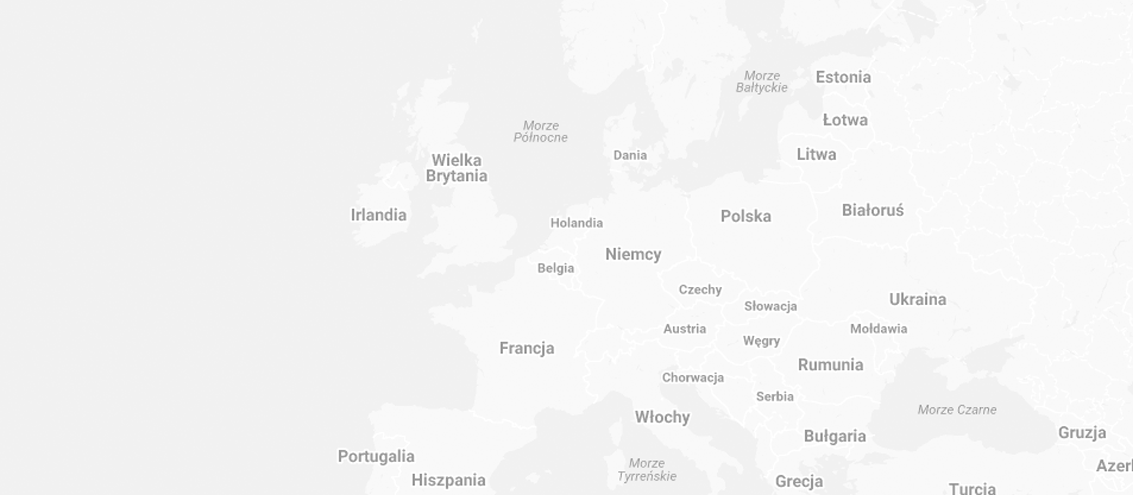 Morze
Bałtyckie
Estonia
Łotwa
Morze
Północne
Dania
Litwa
Wielka
Brytania
Irlandia
Holandia
Polska
Białoruś
Niemcy
Belgia
Czechy
Słowacja
Ukraina
Austria
Mołdawia
Węgry
Francja
Rumunia
Chorwacja
Serbia
Morze Czarne
Włochy
Bułgaria
Gruzja
Portugalia
Morze
Tyrreńskie
Azerl
Hiszpania
Grecja
Turcja